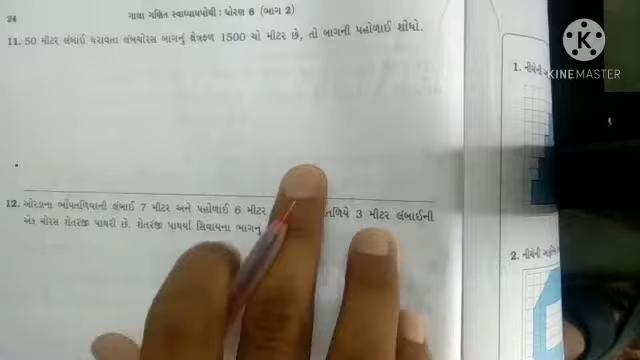 24
ગાલા ગણિત સ્વાધ્યાયપોથી : ધોરણ 6 (ભાગ 2)
11. 50 મીટર લંબાઈ ધરાવતા લંબચોરસ બાગનું ક્ષેત્રફળ 1500 ચો મીટર છે, તો બાગની પહોળાઈ શોધો.
12. ઓરડાના ભોંયતળિયાની લંબાઈ 7 મીટર અને પહોળાઈ 6 મીટર 3 મીટર લંબાઈની
એક ચોરસ શેતરંજી પાથરી છે. શેતરંજી પાથર્યા સિવાયના ભાગનું
1. નીચેની
2. નીચેની
K
KINEMASTER